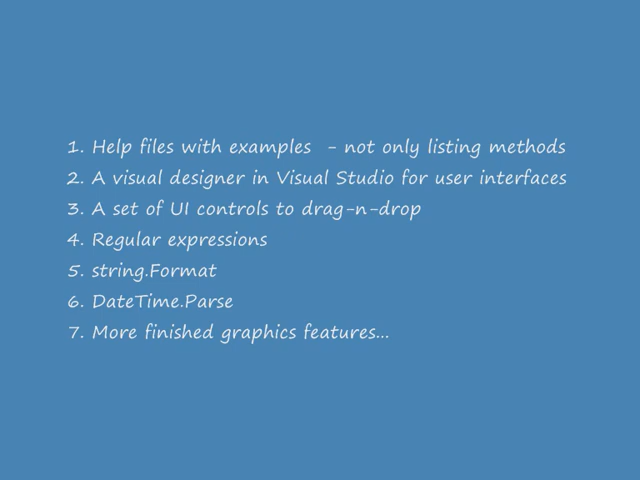 1. Help files with examples - not only listing methods
2. A visual designer in Visual Studio for user interfaces
3. A set of UI controls to drag-n-drop
4. Regular expressions
5. string.Format
6. DateTime.Parse
7. More finished graphics features...